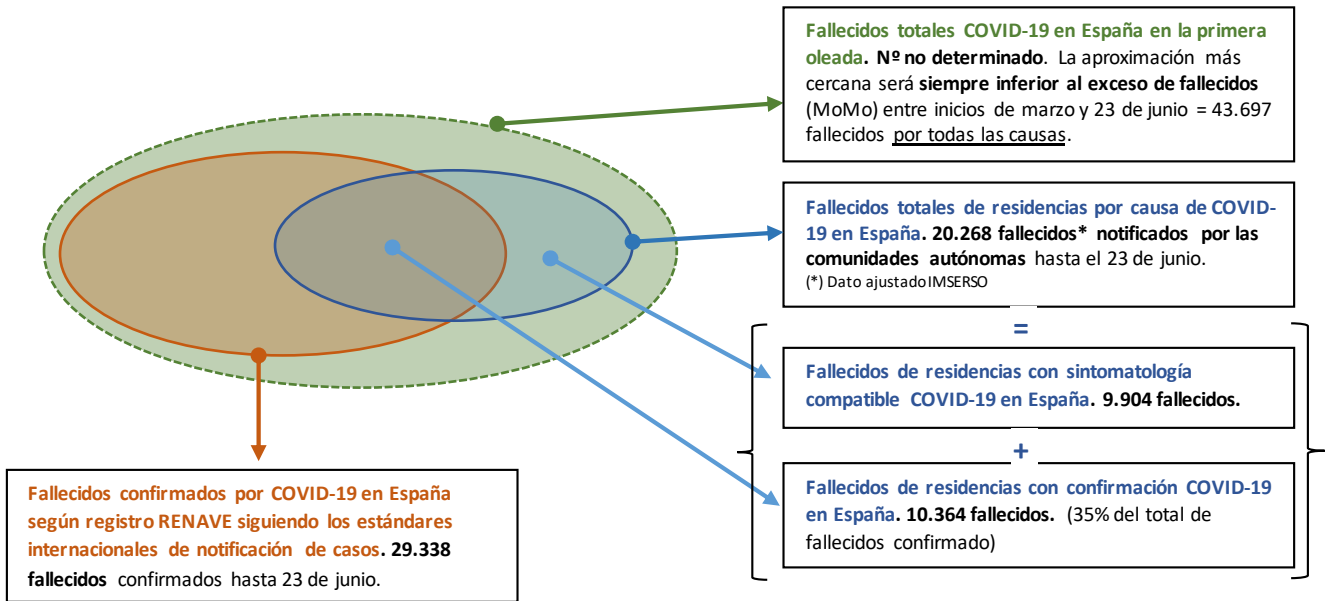 Fallecidos totales COVID-19 en España en la primera
oleada. Nº no determinado. La aproximación más
cercana será siempre inferior al exceso de fallecidos
(MoMo) entre inicios de marzo y 23 de junio = 43.697
fallecidos por todas las causas.
Fallecidos totales de residencias por causa de COVID-
19 en España. 20.268 fallecidos* notificados por las
comunidades autónomas hasta el 23 de junio.
(*) Dato ajustado IMSERSO
=
Fallecidos de residencias con sintomatología
compatible COVID-19 en España. 9.904 fallecidos.
+
Fallecidos de residencias con confirmación COVID-19
en España. 10.364 fallecidos. (35% del total de
fallecidos confirmado)
Fallecidos confirmados por COVID-19 en España
según registro RENAVE siguiendo los estándares
internacionales de notificación de casos. 29.338
fallecidos confirmados hasta 23 de junio.